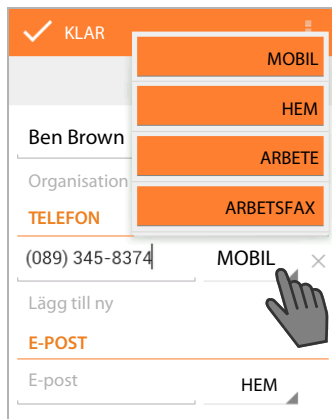 KLAR
MOBIL
HEM
ARBETE
ARBETSFAX
Ben Brown
Organisation
TELEFON
(089) 345-8374 MOBIL
Lägg till ny
E-POST
E-post HEM